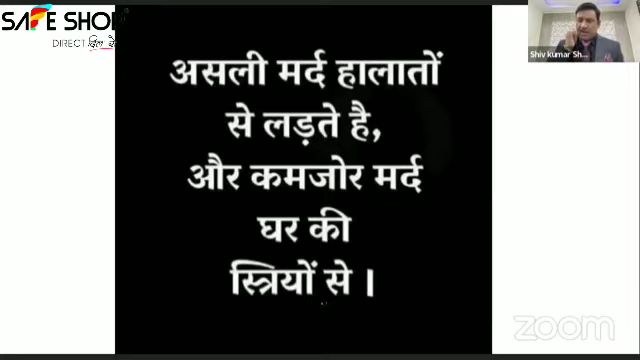 SAFE SHOP
DIRECT दिल से
Shiv kumar Sh...
असली मर्द हालातों
से लड़ते है,
और कमजोर मर्द
घर की
स्त्रियों से ।
zoom